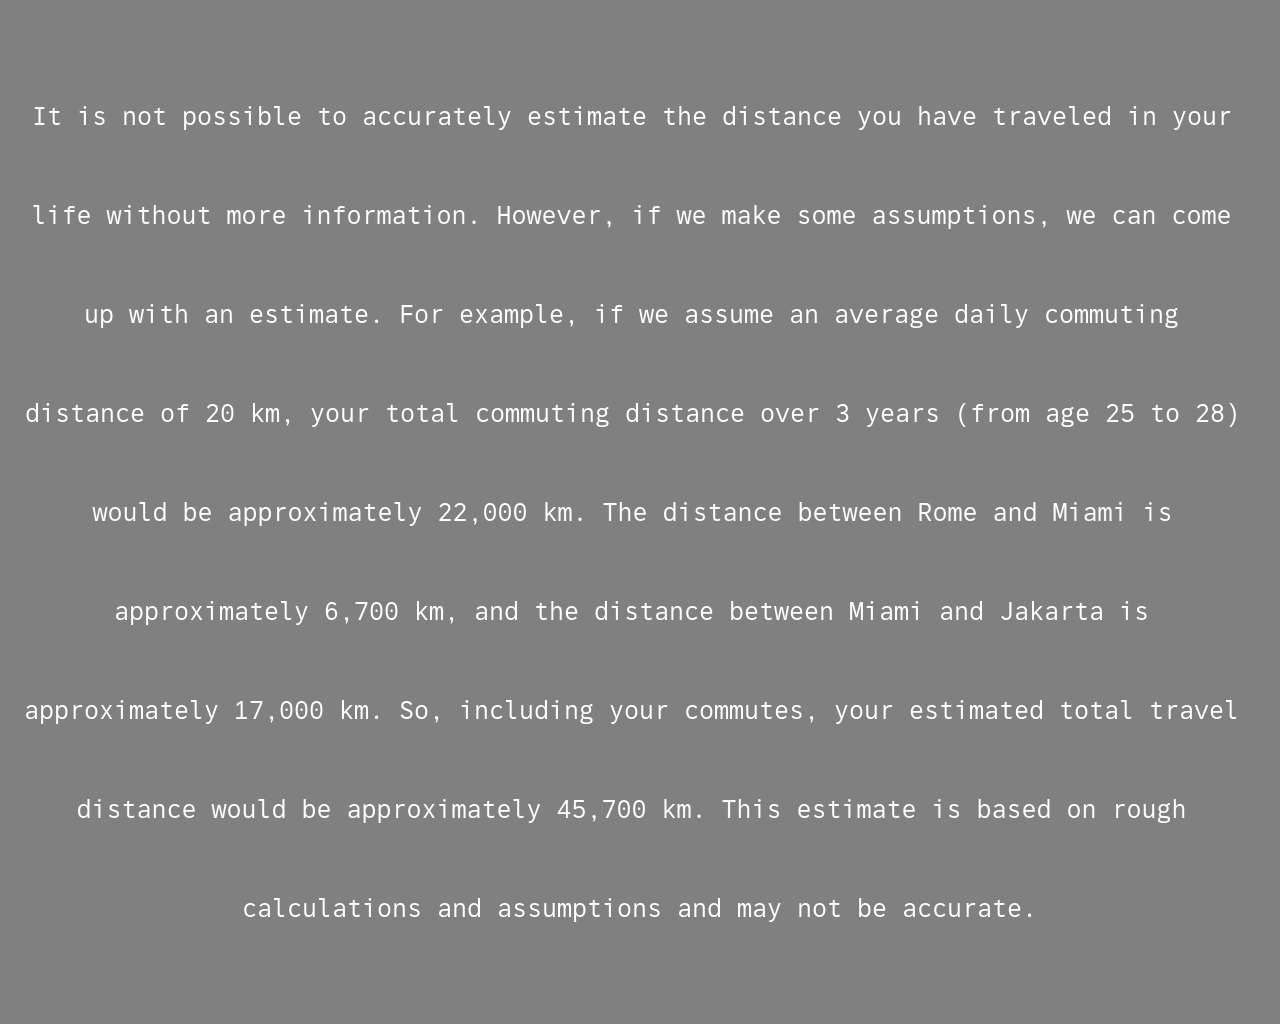 It is not possible to accurately estimate the distance you have traveled in your
life without more information. However, if we make some assumptions, we can come
up with an estimate. For example, if we assume an average daily commuting
distance of 20 km, your total commuting distance over 3 years (from age 25 to 28)
would be approximately 22,000 km. The distance between Rome and Miami is
approximately 6,700 km, and the distance between Miami and Jakarta is
approximately 17,000 km. So, including your commutes, your estimated total travel
distance would be approximately 45,700 km. This estimate is based on rough
calculations and assumptions and may not be accurate.